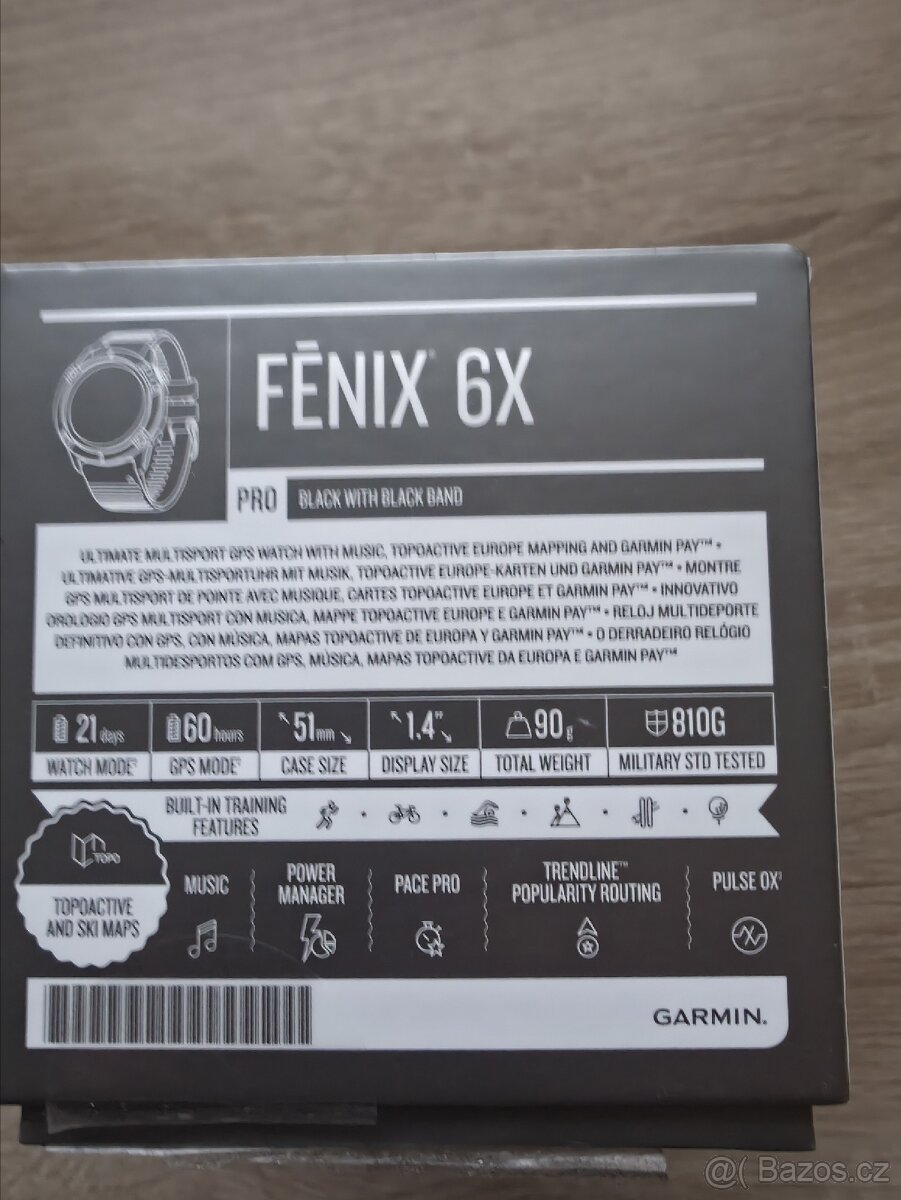 FĒNIX® 6X
PRO BLACK WITH BLACK BAND
ULTIMATE MULTISPORT GPS WATCH WITH MUSIC, TOPOACTIVE EUROPE MAPPING AND GARMIN PAY™ •
ULTIMATIVE GPS-MULTISPORTUHR MIT MUSIK, TOPOACTIVE EUROPE-KARTEN UND GARMIN PAY™ • MONTRE
GPS MULTISPORT DE POINTE AVEC MUSIQUE, CARTES TOPOACTIVE EUROPE ET GARMIN PAY™ • INNOVATIVO
OROLOGIO GPS MULTISPORT CON MUSICA, MAPPE TOPOACTIVE EUROPE E GARMIN PAY™ • RELOJ MULTIDEPORTE
DEFINITIVO CON GPS, CON MÚSICA, MAPAS TOPOACTIVE DE EUROPA Y GARMIN PAY™ • O DERRADEIRO RELÓGIO
MULTIDESPORTOS COM GPS, MÚSICA, MAPAS TOPOACTIVE DA EUROPA E GARMIN PAY™
21 days 60 hours 51mm 1.4" 90 g 810G
WATCH MODE GPS MODE CASE SIZE DISPLAY SIZE TOTAL WEIGHT MILITARY STD TESTED
BUILT-IN TRAINING
FEATURES
TOPO
TOPOACTIVE
AND SKI MAPS
MUSIC
POWER
MANAGER
PACE PRO
TRENDLINE™
POPULARITY ROUTING
PULSE OX
GARMIN.
@( Bazos.cz